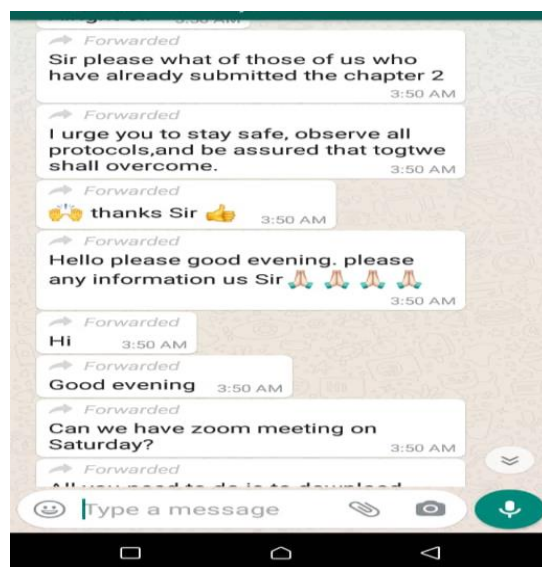 3:50 AM
Forwarded
Sir please what of those of us who
have already submitted the chapter 2
3:50 AM
Forwarded
I urge you to stay safe, observe all
protocols,and be assured that togtwe
shall overcome.
3:50 AM
Forwarded
🙌 thanks Sir 👍
3:50 AM
Forwarded
Hello please good evening. please
any information us Sir 🙏 🙏 🙏 🙏
3:50 AM
Forwarded
Hi
3:50 AM
Forwarded
Good evening
3:50 AM
Forwarded
Can we have zoom meeting on
Saturday?
3:50 AM
Forwarded
Type a message